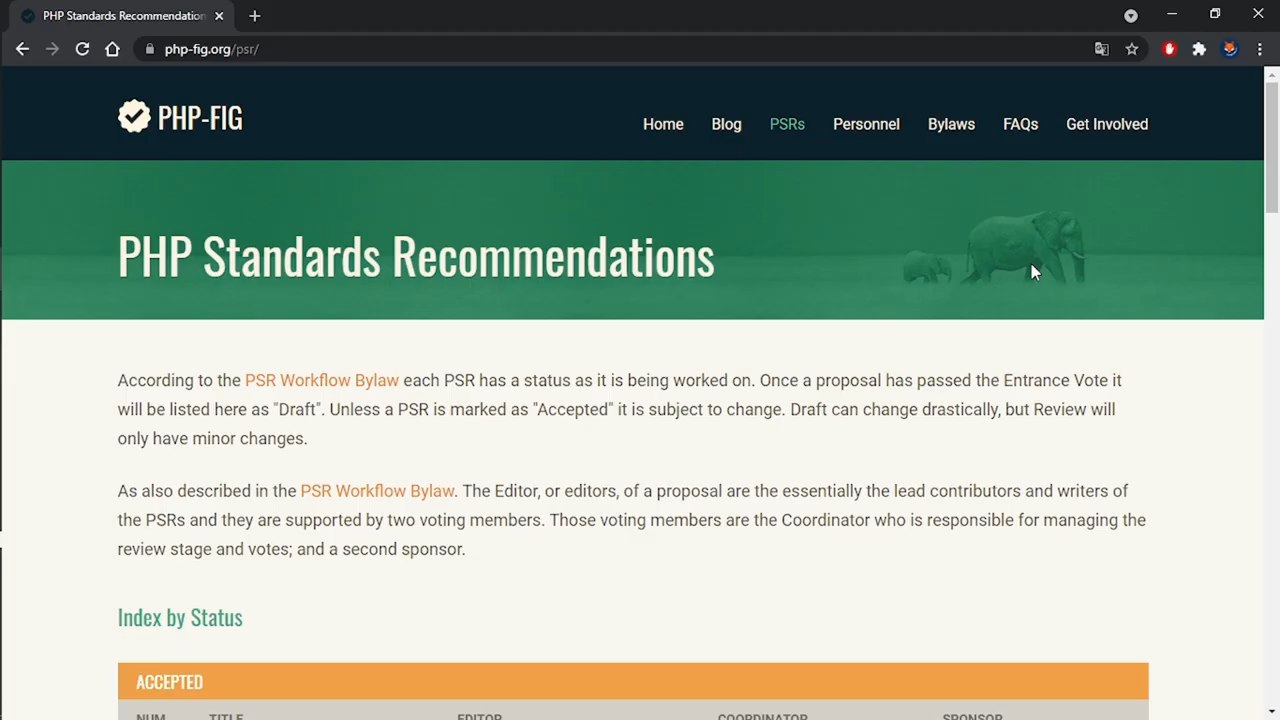 PHP Standards Recommendation
php-fig.org/psr/
PHP-FIG
Home Blog PSRs Personnel Bylaws FAQs Get Involved
PHP Standards Recommendations
According to the PSR Workflow Bylaw each PSR has a status as it is being worked on. Once a proposal has passed the Entrance Vote it
will be listed here as "Draft". Unless a PSR is marked as "Accepted" it is subject to change. Draft can change drastically, but Review will
only have minor changes.
As also described in the PSR Workflow Bylaw. The Editor, or editors, of a proposal are the essentially the lead contributors and writers of
the PSRs and they are supported by two voting members. Those voting members are the Coordinator who is responsible for managing the
review stage and votes; and a second sponsor.
Index by Status
ACCEPTED
NUM TITLE EDITOR COORDINATOR SPONSOR